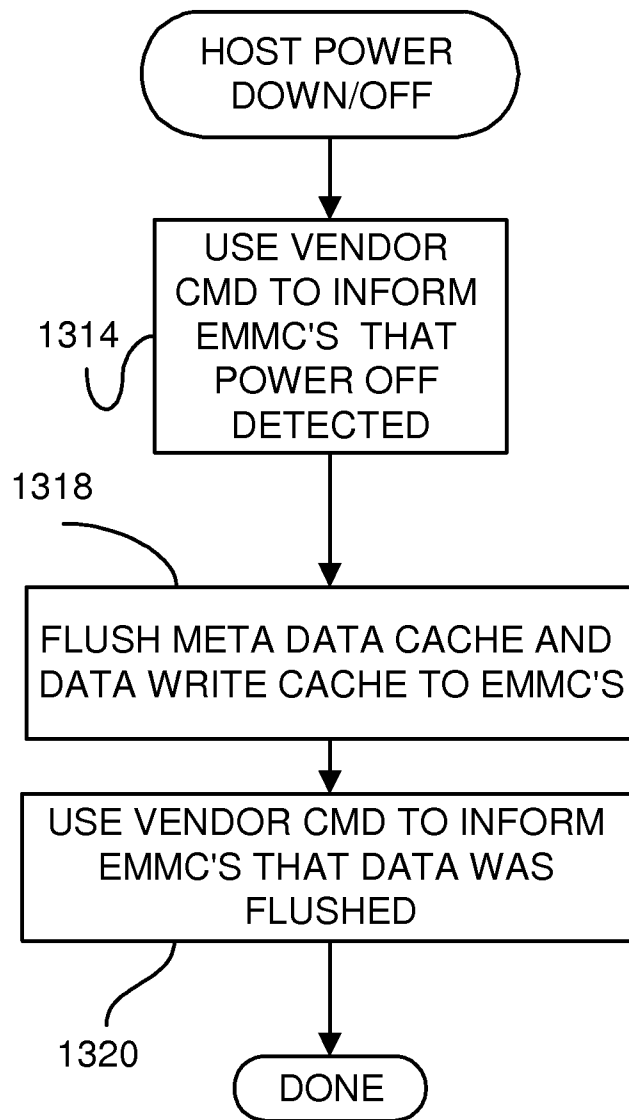 HOST POWER
DOWN/OFF
USE VENDOR
CMD TO INFORM
EMMC'S THAT
POWER OFF
DETECTED
1314
1318
FLUSH META DATA CACHE AND
DATA WRITE CACHE TO EMMC'S
USE VENDOR CMD TO INFORM
EMMC'S THAT DATA WAS
FLUSHED
1320
DONE